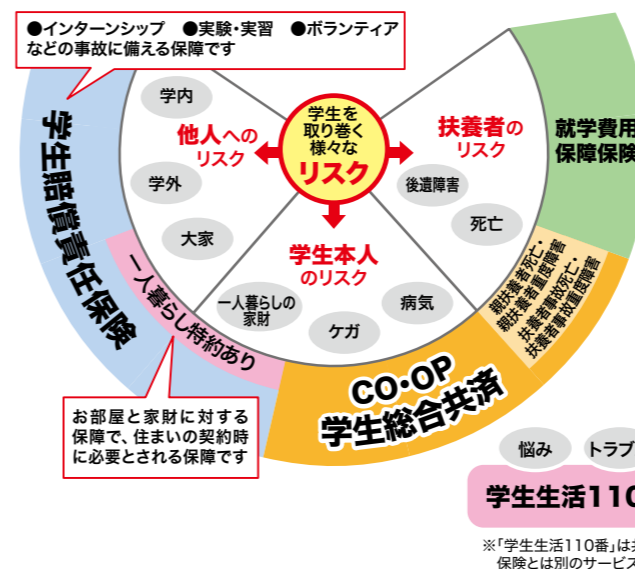 ●インターンシップ ●実験・実習 ●ボランティア
などの事故に備える保障です
学生を
取り巻く
様々な
リスク
他人への
リスク
学内
学外
大家
扶養者の
リスク
後遺障害
死亡
学生本人
のリスク
一人暮らしの
家財
ケガ
病気
学生賠償責任保険
一人暮らし特約あり
就学費用
保障保険
親扶養者死亡・
親扶養者重度障害
扶養者事故死亡・
扶養者事故重度障害
CO・OP
学生総合共済
お部屋と家財に対する
保障で、住まいの契約時
に必要とされる保障です
悩み
トラブ
学生生活110
※「学生生活110番」は共
保険とは別のサービス